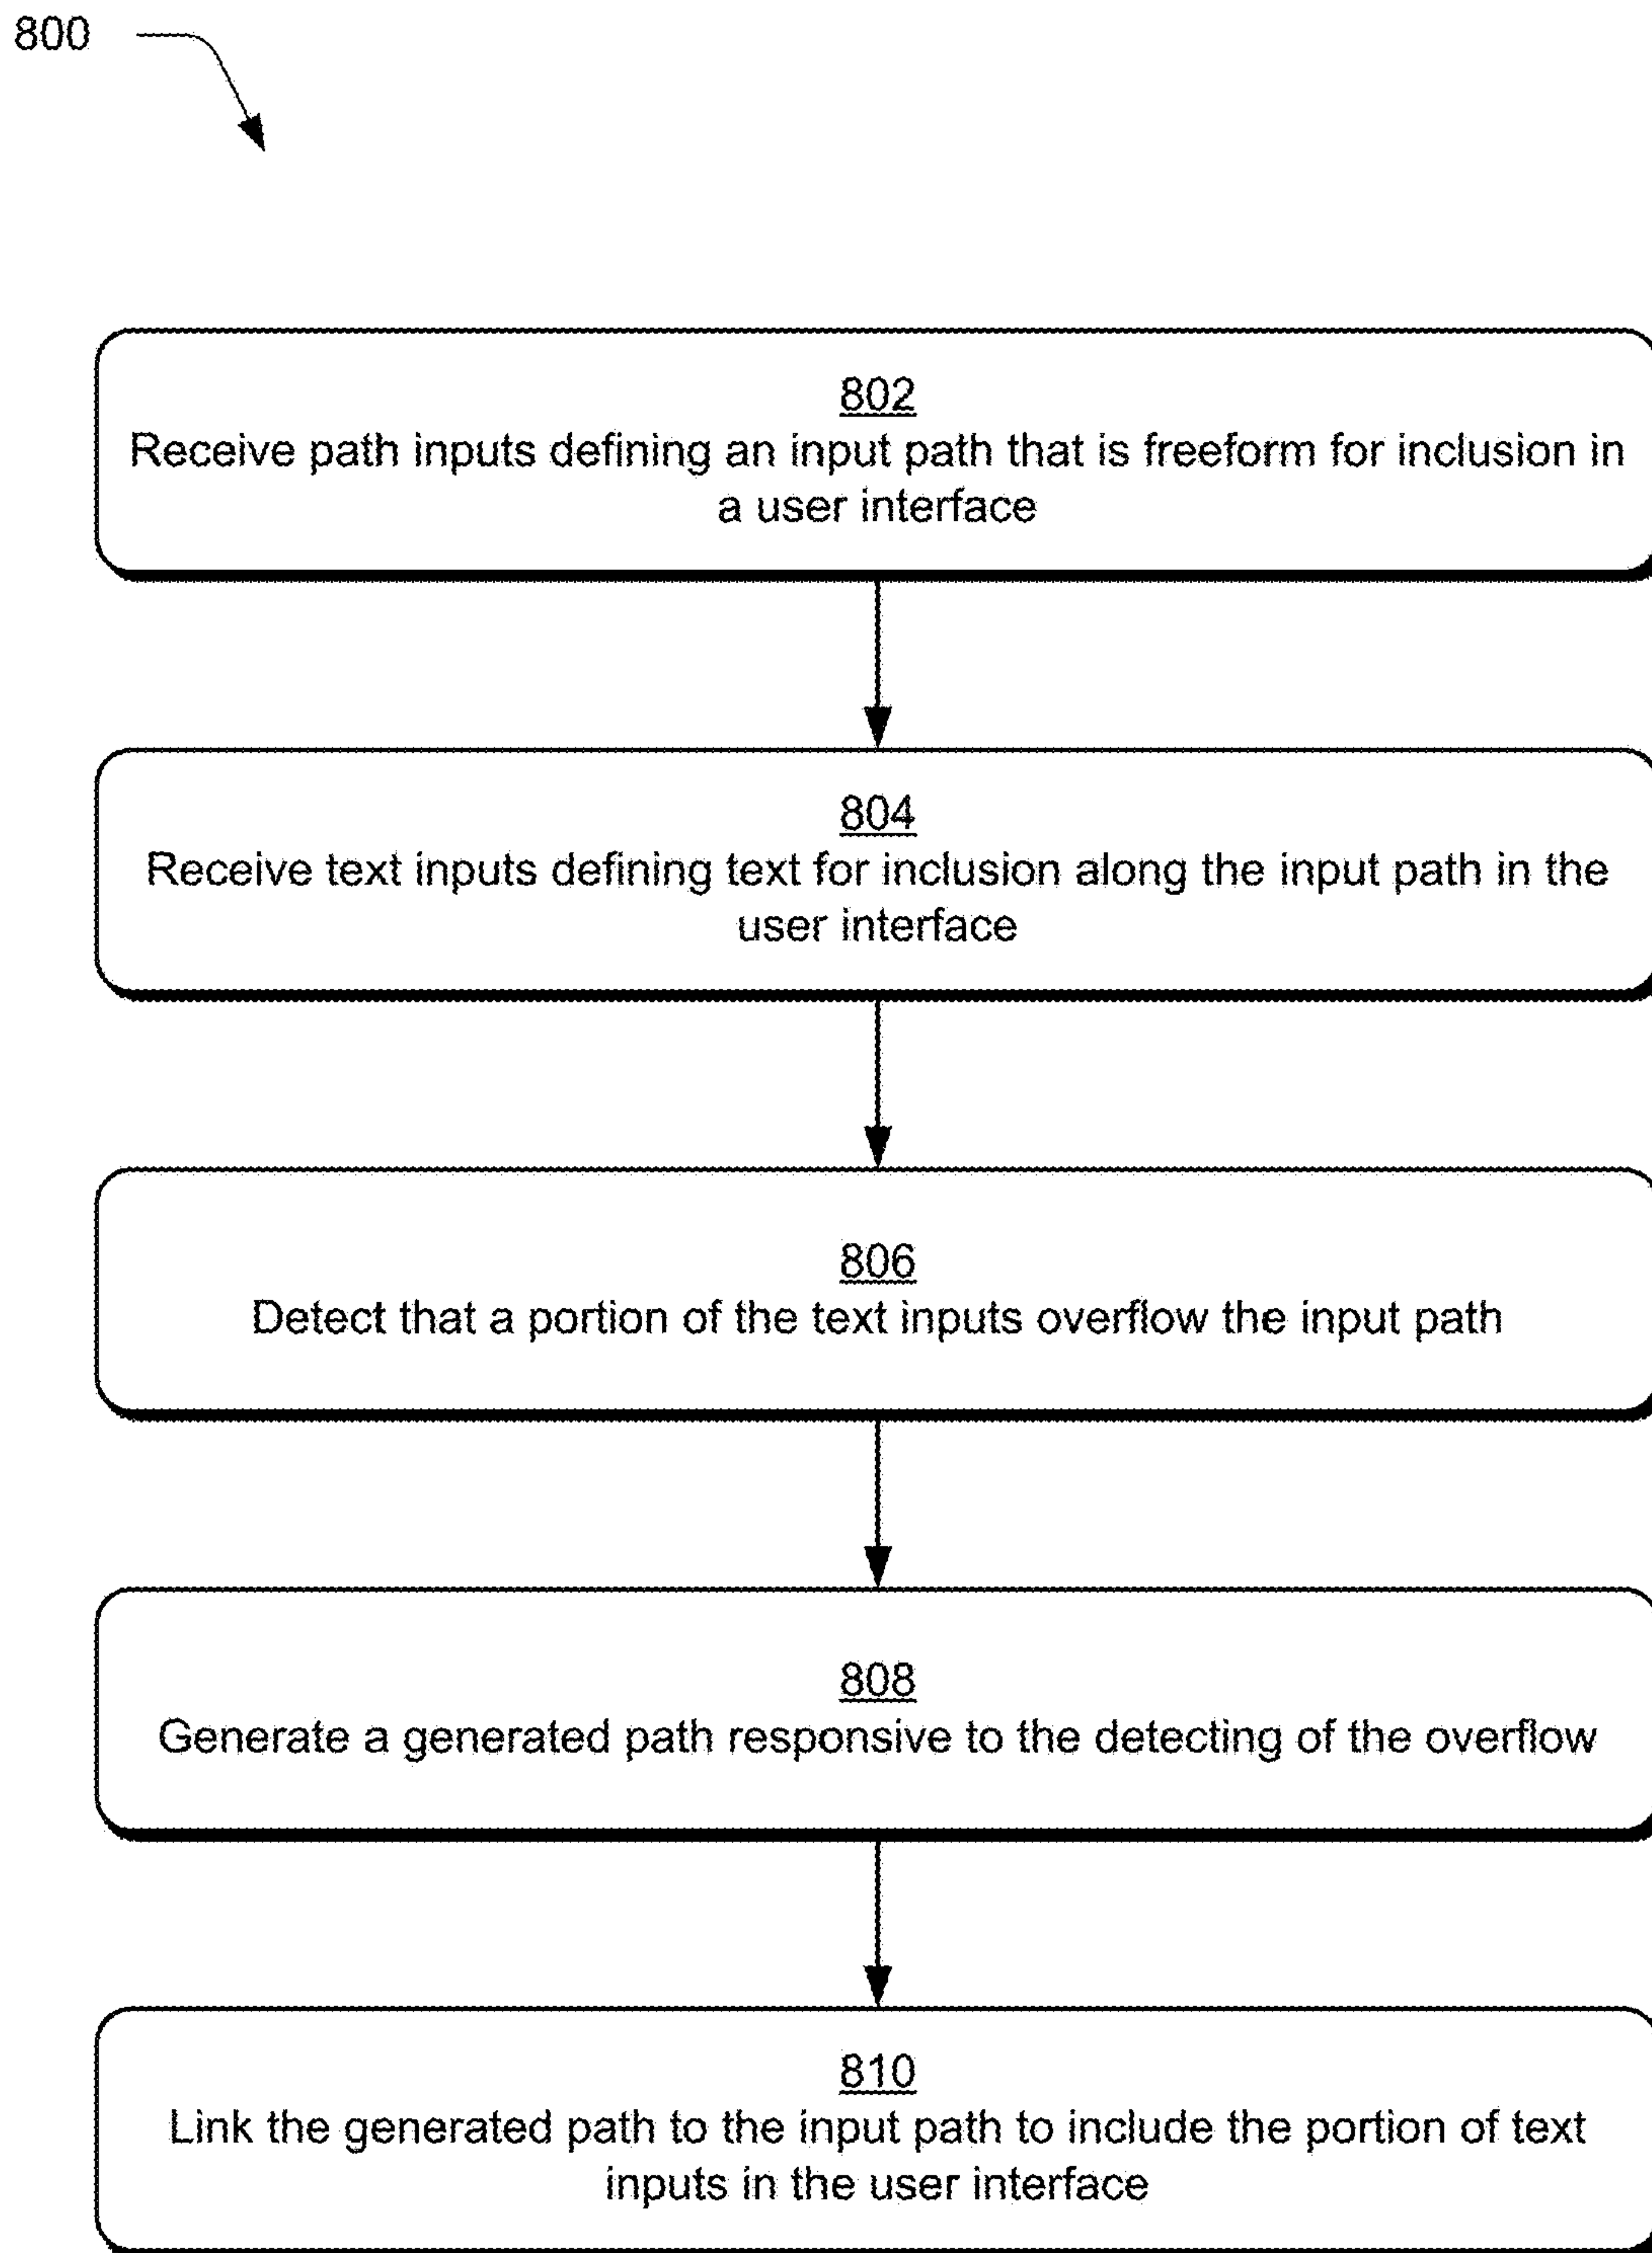 800
802
Receive path inputs defining an input path that is freeform for inclusion in
a user interface
804
Receive text inputs defining text for inclusion along the input path in the
user interface
806
Detect that a portion of the text inputs overflow the input path
808
Generate a generated path responsive to the detecting of the overflow
810
Link the generated path to the input path to include the portion of text
inputs in the user interface